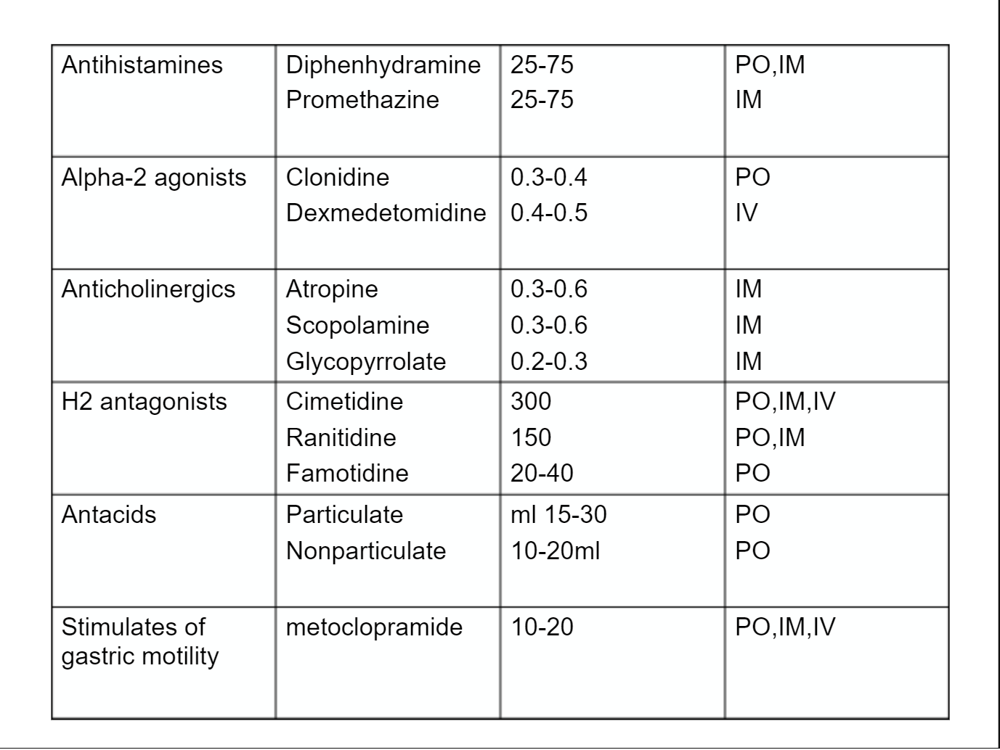 Antihistamines Diphenhydramine 25-75 PO,IM
Promethazine 25-75 IM
Alpha-2 agonists Clonidine 0.3-0.4 PO
Dexmedetomidine 0.4-0.5 IV
Anticholinergics Atropine 0.3-0.6 IM
Scopolamine 0.3-0.6 IM
Glycopyrrolate 0.2-0.3 IM
H2 antagonists Cimetidine 300 PO,IM,IV
Ranitidine 150 PO,IM
Famotidine 20-40 PO
Antacids Particulate ml 15-30 PO
Nonparticulate 10-20ml PO
Stimulates of metoclopramide 10-20 PO,IM,IV
gastric motility